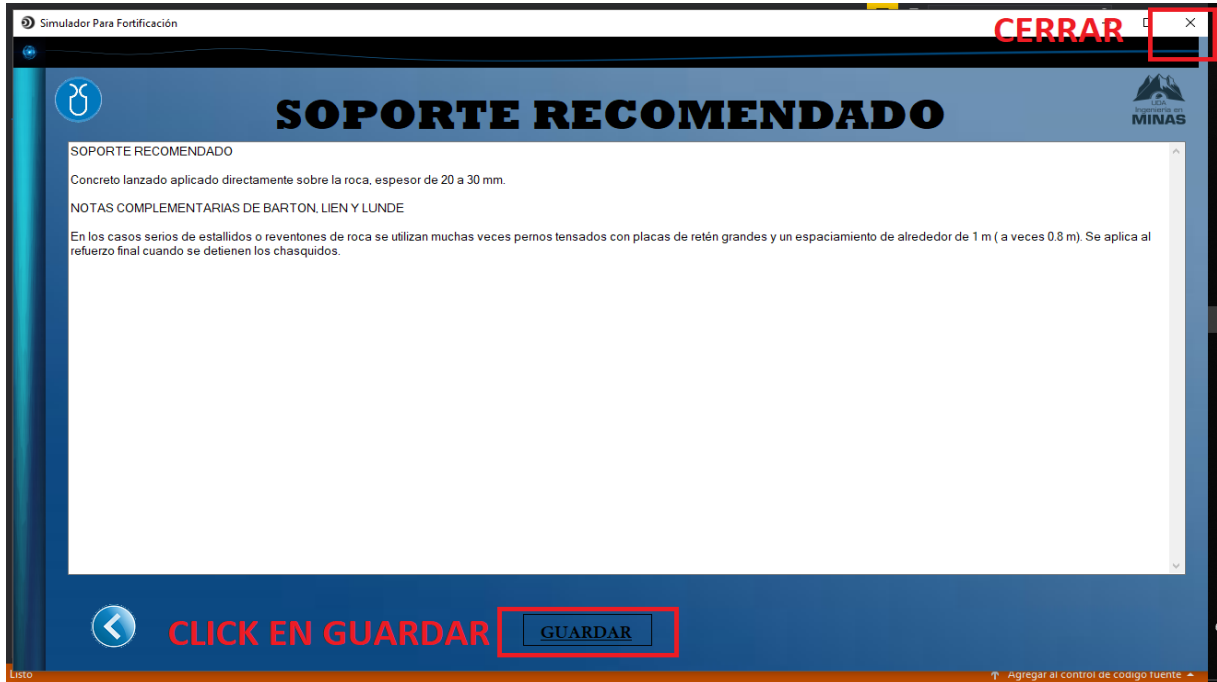 Simulador Para Fortificación
CERRAR
SOPORTE RECOMENDADO
UDA
Ingeniería en
MINAS
SOPORTE RECOMENDADO
Concreto lanzado aplicado directamente sobre la roca, espesor de 20 a 30 mm.
NOTAS COMPLEMENTARIAS DE BARTON, LIEN Y LUNDE
En los casos serios de estallidos o reventones de roca se utilizan muchas veces pernos tensados con placas de retén grandes y un espaciamiento de alrededor de 1 m ( a veces 0.8 m). Se aplica al
refuerzo final cuando se detienen los chasquidos.
CLICK EN GUARDAR
GUARDAR
Listo
Agregar al control de código fuente